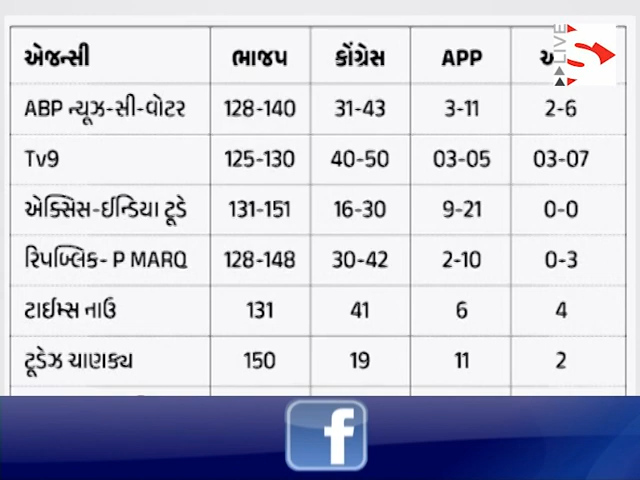 એજન્સી ભાજપ કોંગ્રેસ APP
ABP ન્યૂઝ-સી-વોટર 128-140 31-43 3-11 2-6
Tv9 125-130 40-50 03-05 03-07
એક્સિસ-ઈન્ડિયા ટૂડે 131-151 16-30 9-21 0-0
રિપબ્લિક- P MARQ 128-148 30-42 2-10 0-3
ટાઈમ્સ નાઉ 131 41 6 4
ટૂડેઝ ચાણક્ય 150 19 11 2
LIVE
f